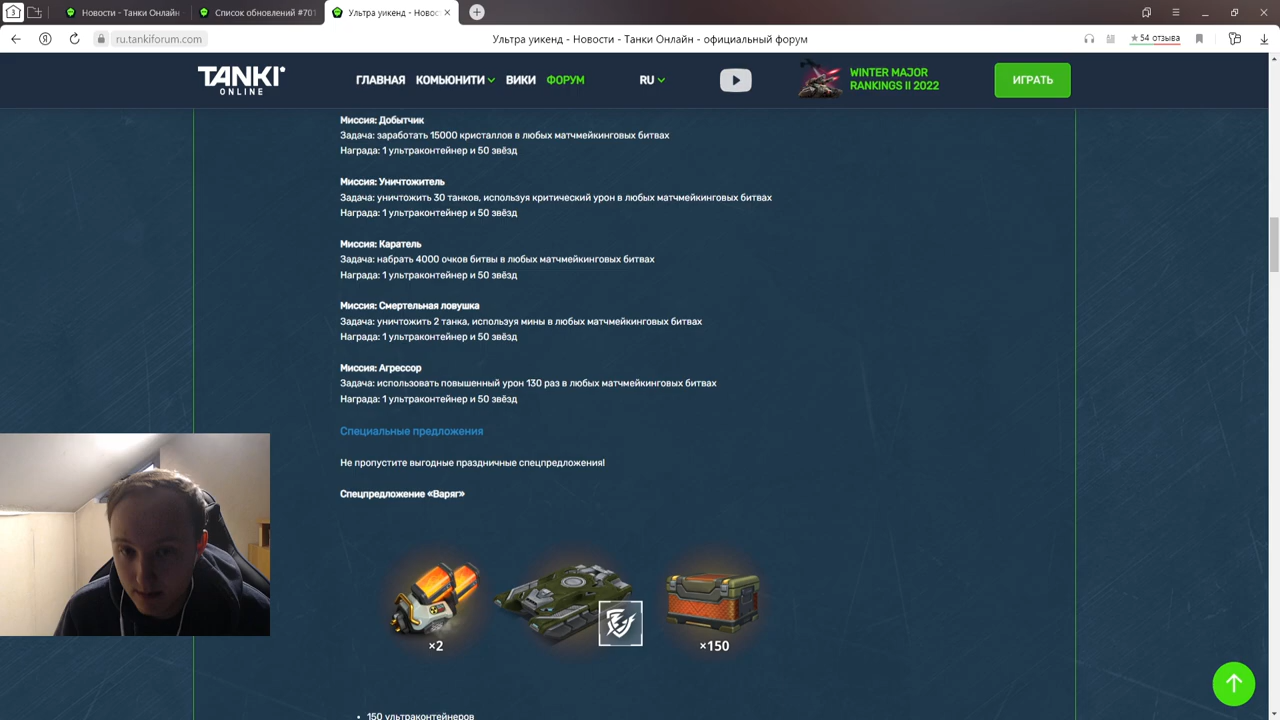 3
Новости - Танки Онлайн
Список обновлений #701
Ультра уикенд - Новос
ru.tankiforum.com
Ультра уикенд - Новости - Танки Онлайн - официальный форум
★54 отзыва
TANKI
ONLINE
ГЛАВНАЯ КОМЬЮНИТИ ВИКИ ФОРУМ
RU
WINTER MAJOR
RANKINGS II 2022
ИГРАТЬ
Миссия: Добытчик
Задача: заработать 15000 кристаллов в любых матчмейкинговых битвах
Награда: 1 ультраконтейнер и 50 звёзд
Миссия: Уничтожитель
Задача: уничтожить 30 танков, используя критический урон в любых матчмейкинговых битвах
Награда: 1 ультраконтейнер и 50 звёзд
Миссия: Каратель
Задача: набрать 4000 очков битвы в любых матчмейкинговых битвах
Награда: 1 ультраконтейнер и 50 звёзд
Миссия: Смертельная ловушка
Задача: уничтожить 2 танка, используя мины в любых матчмейкинговых битвах
Награда: 1 ультраконтейнер и 50 звёзд
Миссия: Агрессор
Задача: использовать повышенный урон 130 раз в любых матчмейкинговых битвах
Награда: 1 ультраконтейнер и 50 звёзд
Специальные предложения
Не пропустите выгодные праздничные спецпредложения!
Спецпредложение «Варяг»
×2
×150
• 150 ультраконтейнеров